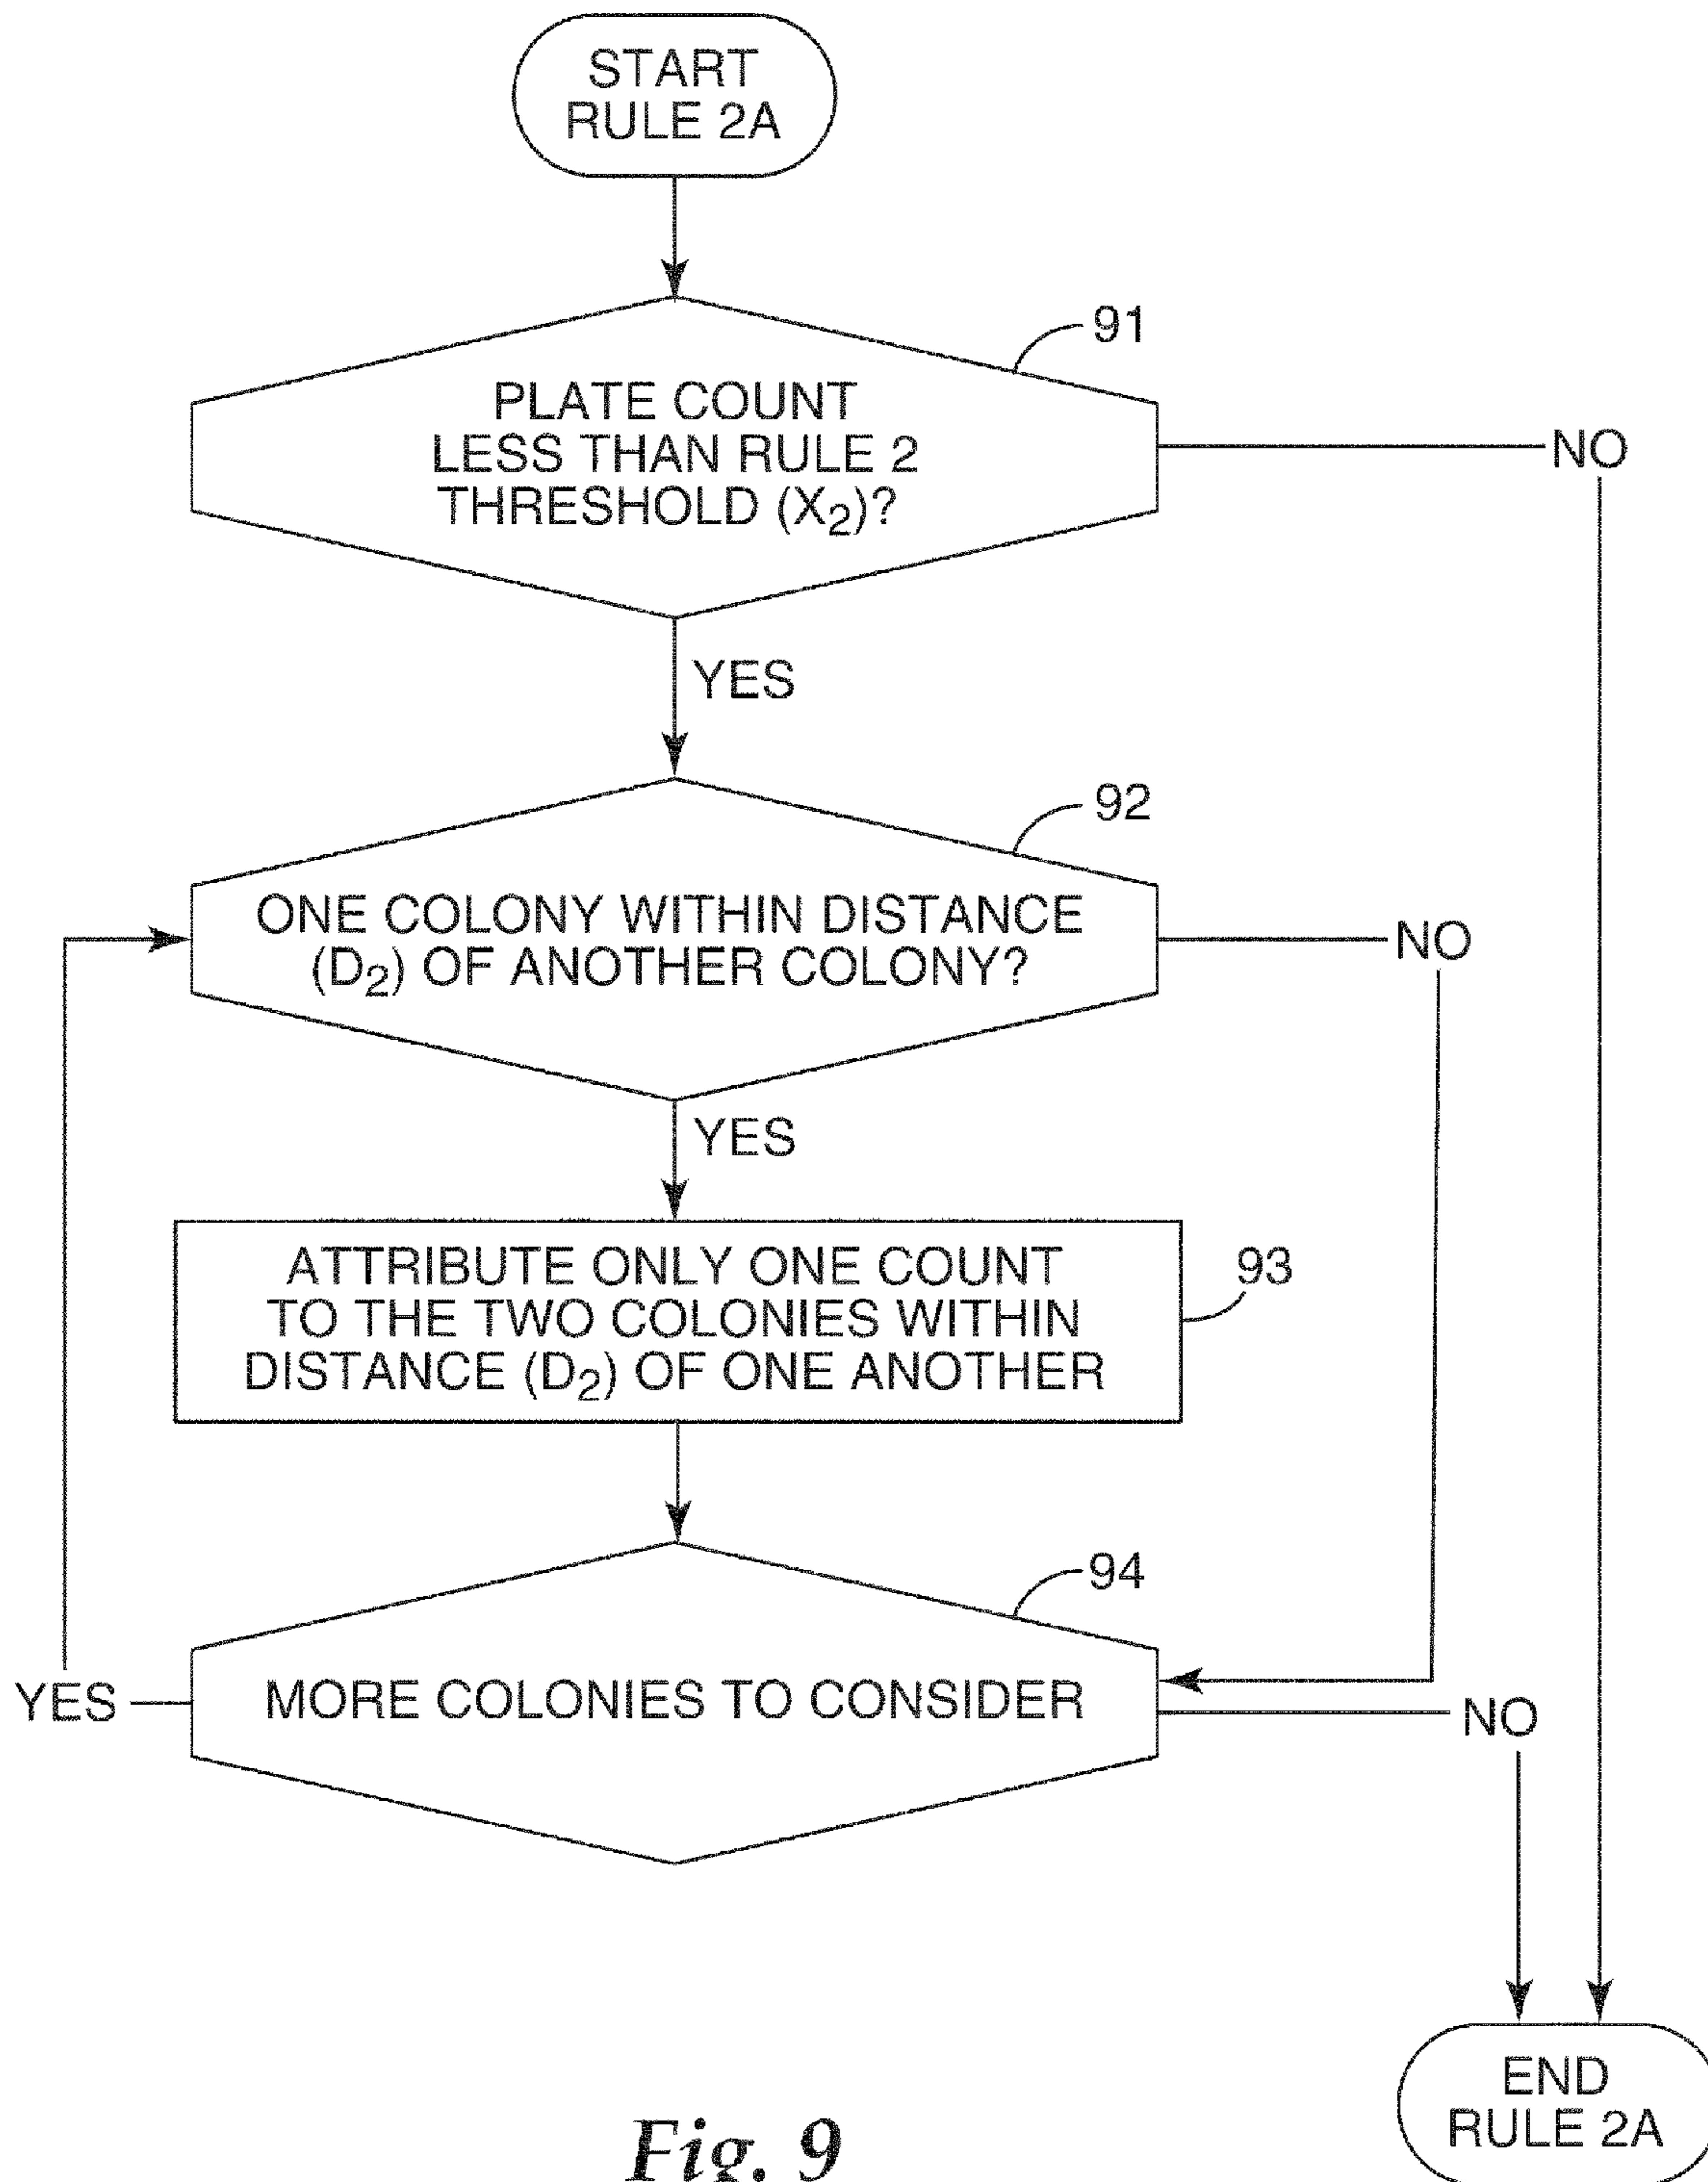 START
RULE 2A
91
PLATE COUNT
LESS THAN RULE 2
THRESHOLD (X₂)?
NO
YES
92
ONE COLONY WITHIN DISTANCE
(D₂) OF ANOTHER COLONY?
NO
YES
ATTRIBUTE ONLY ONE COUNT
TO THE TWO COLONIES WITHIN
DISTANCE (D₂) OF ONE ANOTHER
93
94
YES
MORE COLONIES TO CONSIDER
NO
END
RULE 2A
Fig. 9